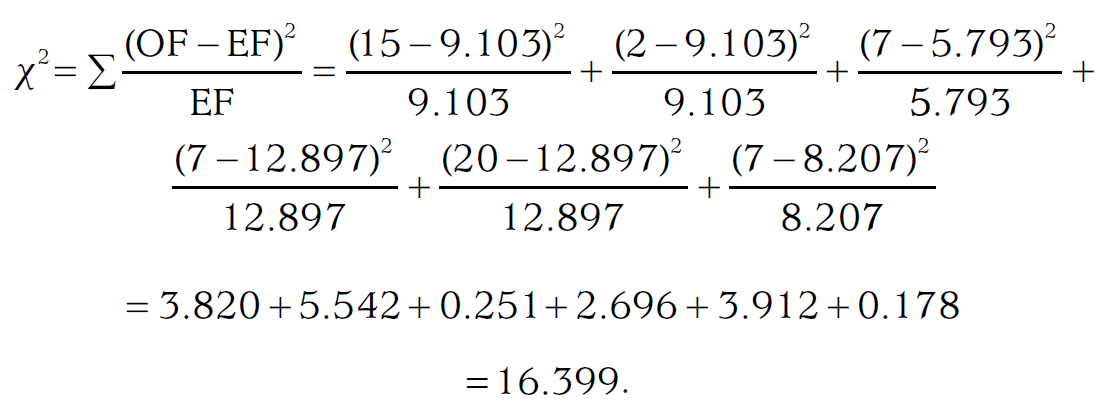 χ² = ∑ (OF − EF)²/EF = (15 − 9.103)²/9.103 + (2 − 9.103)²/9.103 + (7 − 5.793)²/5.793 +
(7 − 12.897)²/12.897 + (20 − 12.897)²/12.897 + (7 − 8.207)²/8.207
= 3.820 + 5.542 + 0.251 + 2.696 + 3.912 + 0.178
= 16.399.